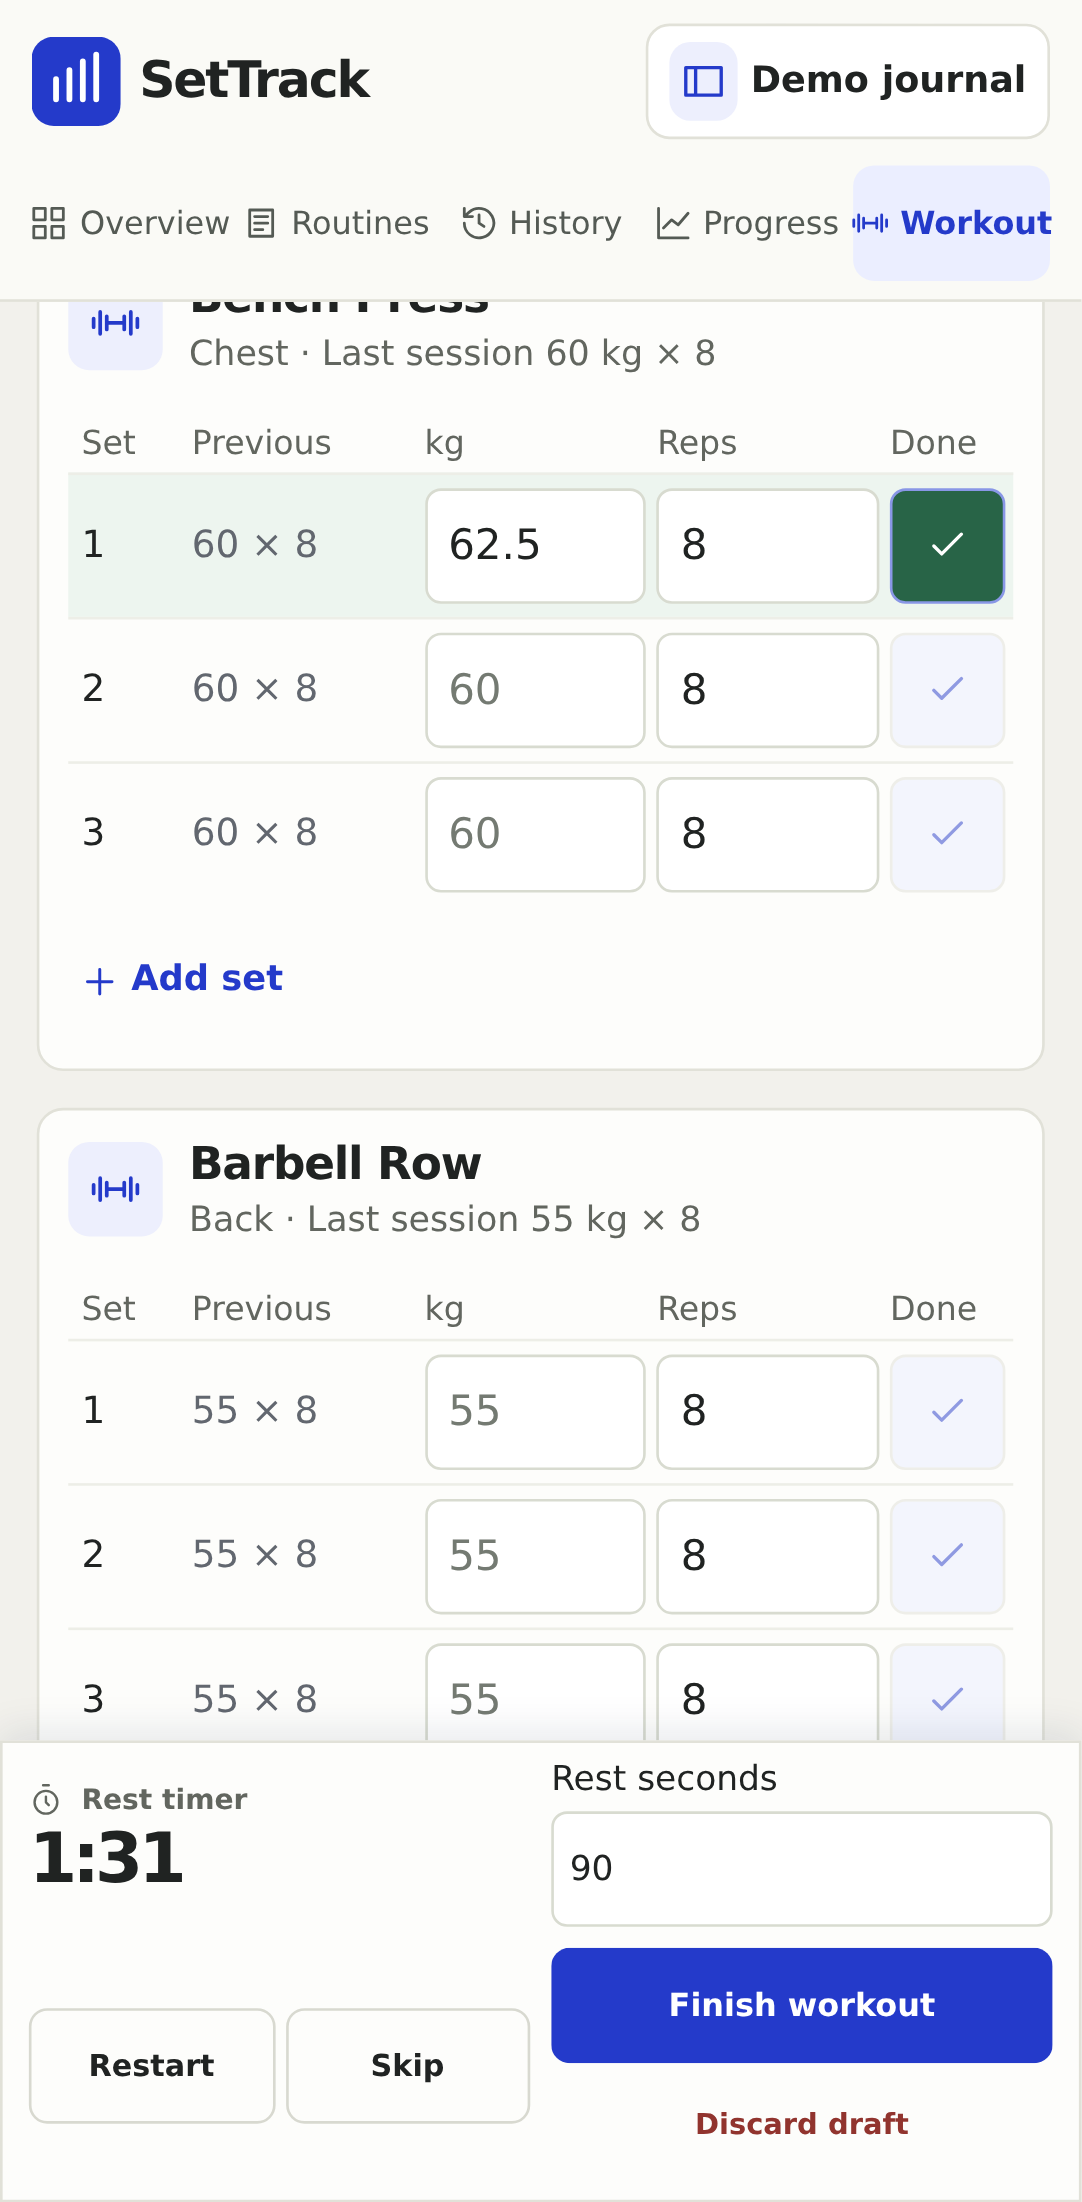 SetTrack
Demo journal
Overview Routines History Progress Workout
Bench Press
Chest · Last session 60 kg × 8
Set Previous kg Reps Done
1 60 × 8 62.5 8
2 60 × 8 60 8
3 60 × 8 60 8
+ Add set
Barbell Row
Back · Last session 55 kg × 8
Set Previous kg Reps Done
1 55 × 8 55 8
2 55 × 8 55 8
3 55 × 8 55 8
Rest timer
1:31
Restart Skip
Rest seconds
90
Finish workout
Discard draft